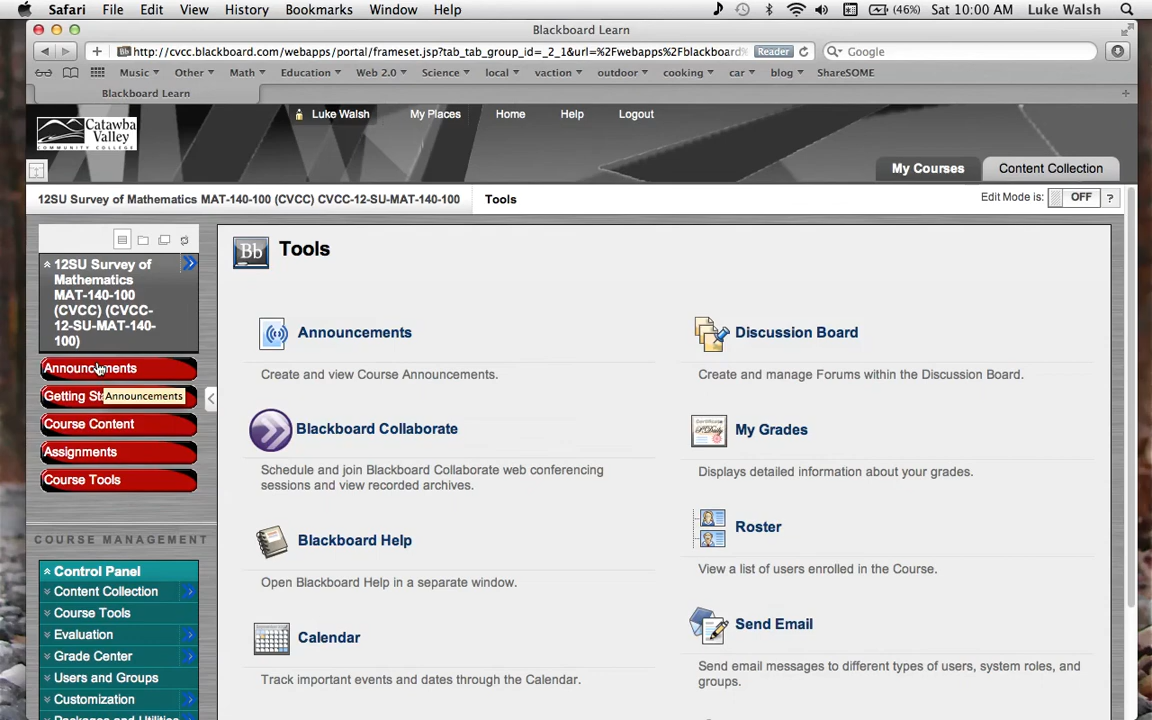 Safari File Edit View History Bookmarks Window Help (46%) Sat 10:00 AM Luke Walsh
Blackboard Learn
http://cvcc.blackboard.com/webapps/portal/frameset.jsp?tab_tab_group_id=_2_1&url=%2Fwebapps%2Fblackboard Reader Google
Music Other Math Education Web 2.0 Science local vaction outdoor cooking car blog ShareSOME
Blackboard Learn
Luke Walsh My Places Home Help Logout
Catawba
Valley
COMMUNITY COLLEGE
My Courses Content Collection
12SU Survey of Mathematics MAT-140-100 (CVCC) CVCC-12-SU-MAT-140-100 Tools Edit Mode is: OFF ?
12SU Survey of
Mathematics
MAT-140-100
(CVCC) (CVCC-
12-SU-MAT-140-
100)
Announcements
Getting Sta
Announcements
Course Content
Assignments
Course Tools
COURSE MANAGEMENT
Control Panel
Content Collection
Course Tools
Evaluation
Grade Center
Users and Groups
Customization
Packages and Utilities
Bb Tools
Announcements
Create and view Course Announcements.
Blackboard Collaborate
Schedule and join Blackboard Collaborate web conferencing
sessions and view recorded archives.
Blackboard Help
Open Blackboard Help in a separate window.
Calendar
Track important events and dates through the Calendar.
Discussion Board
Create and manage Forums within the Discussion Board.
My Grades
Displays detailed information about your grades.
Roster
View a list of users enrolled in the Course.
Send Email
Send email messages to different types of users, system roles, and
groups.